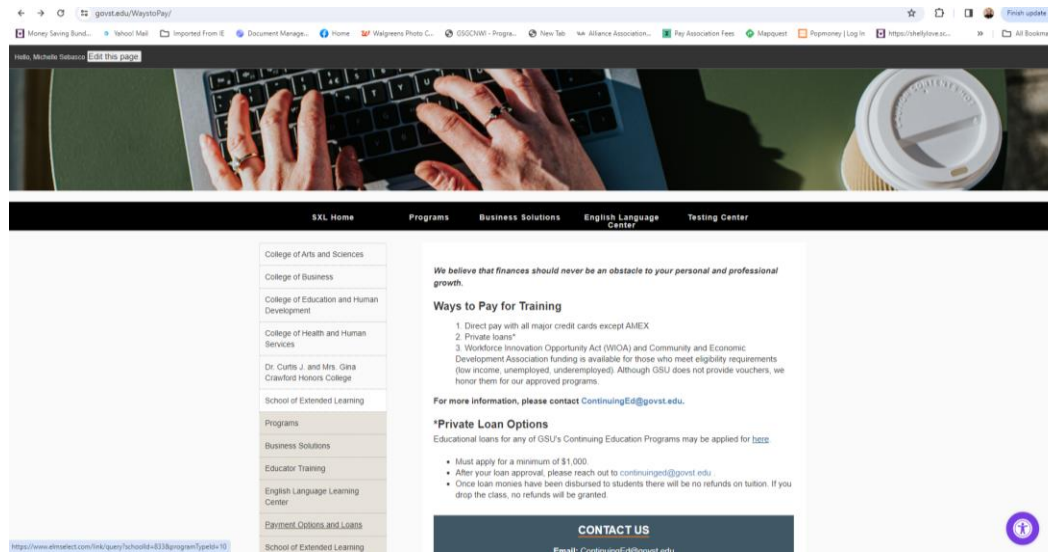 govst.edu/WaystoPay/
Finish update
Money Saving Bund...
Yahoo! Mail
Imported From IE
Document Manage...
Home
Walgreens Photo C...
GSGCNWI - Progra...
New Tab
Alliance Association...
Pay Association Fees
Mapquest
Popmoney | Log In
https://shellylove.sc...
All Bookma
Edit this page
SXL Home
Programs
Business Solutions
English Language
Center
Testing Center
College of Arts and Sciences
College of Business
College of Education and Human
Development
College of Health and Human
Services
Dr. Curtis J. and Mrs. Gina
Crawford Honors College
School of Extended Learning
Programs
Business Solutions
Educator Training
English Language Learning
Center
Payment Options and Loans
School of Extended Learning
We believe that finances should never be an obstacle to your personal and professional
growth.
Ways to Pay for Training
1. Direct pay with all major credit cards except AMEX
2. Private loans*
3. Workforce Innovation Opportunity Act (WIOA) and Community and Economic
Development Association funding is available for those who meet eligibility requirements
(low income, unemployed, underemployed). Although GSU does not provide vouchers, we
honor them for our approved programs.
For more information, please contact ContinuingEd@govst.edu.
*Private Loan Options
Educational loans for any of GSU's Continuing Education Programs may be applied for here.
• Must apply for a minimum of $1,000.
• After your loan approval, please reach out to continuinged@govst.edu
• Once loan monies have been disbursed to students there will be no refunds on tuition. If you
drop the class, no refunds will be granted.
CONTACT US
Email: ContinuingEd@govst.edu
https://www.elmselect.com/link/query?schoolId=833&programTypeId=10